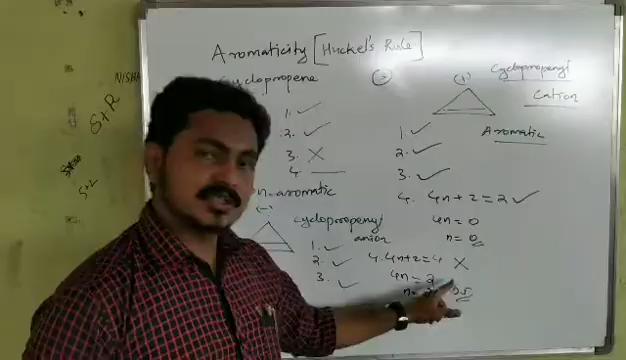 Aromaticity [Huckel's Rule]
Cyclopropene
1. ✓
2. ✓
3. X
4. —
n-aromatic
(-)
cyclopropenyl
anion
1. ✓
2. ✓
3. ✓
4. 4n+2=4 X
4n=2
(+)
Cyclopropenyl
Cation
Aromatic
1. ✓
2. ✓
3. ✓
4. 4n+2=2 ✓
4n=0
n=0
NISHA
S+R